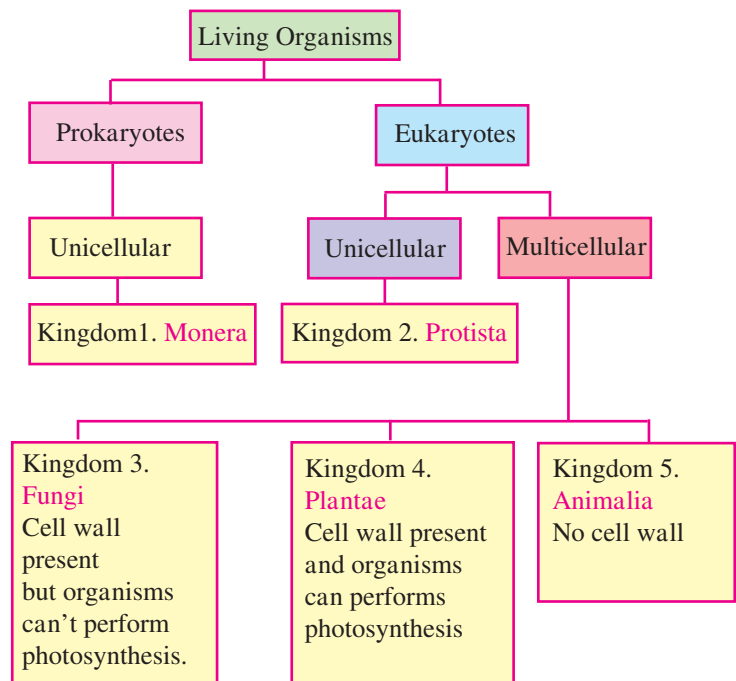 Living Organisms
Prokaryotes
Eukaryotes
Unicellular
Unicellular
Multicellular
Kingdom1. Monera
Kingdom 2. Protista
Kingdom 3.
Fungi
Cell wall
present
but organisms
can't perform
photosynthesis.
Kingdom 4.
Plantae
Cell wall present
and organisms
can performs
photosynthesis
Kingdom 5.
Animalia
No cell wall